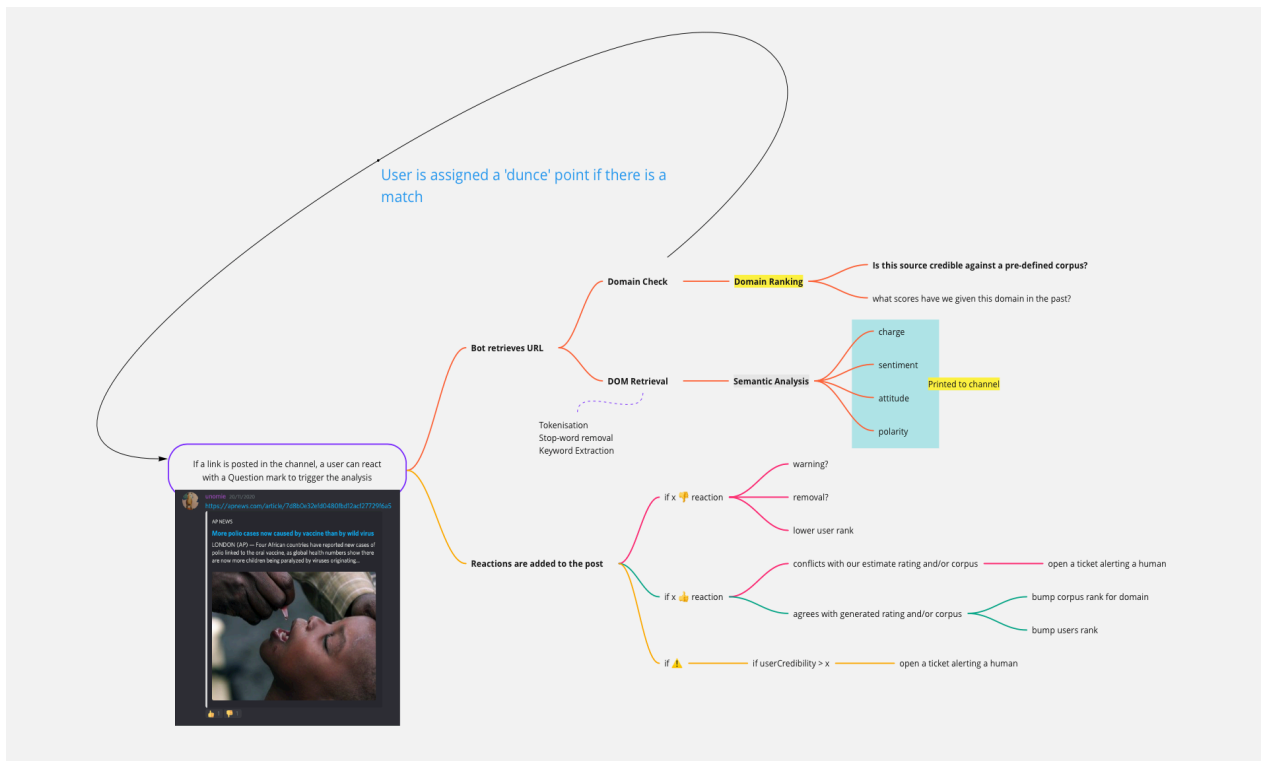 User is assigned a 'dunce' point if there is a
match
Is this source credible against a pre-defined corpus?
Domain Check
Domain Ranking
what scores have we given this domain in the past?
charge
Bot retrieves URL
sentiment
DOM Retrieval
Semantic Analysis
Printed to channel
attitude
Tokenisation
Stop-word removal
Keyword Extraction
polarity
If a link is posted in the channel, a user can react
with a Question mark to trigger the analysis
warning?
if x 👎 reaction
removal?
lower user rank
Reactions are added to the post
conflicts with our estimate rating and/or corpus
open a ticket alerting a human
if x 👍 reaction
bump corpus rank for domain
agrees with generated rating and/or corpus
bump users rank
if ⚠️
if userCredibility > x
open a ticket alerting a human
AP NEWS
More polio cases now caused by vaccine than by wild virus
LONDON (AP) — Four African countries have reported new cases of
polio linked to the oral vaccine, as global health numbers show there
are now more children being paralyzed by viruses originating...